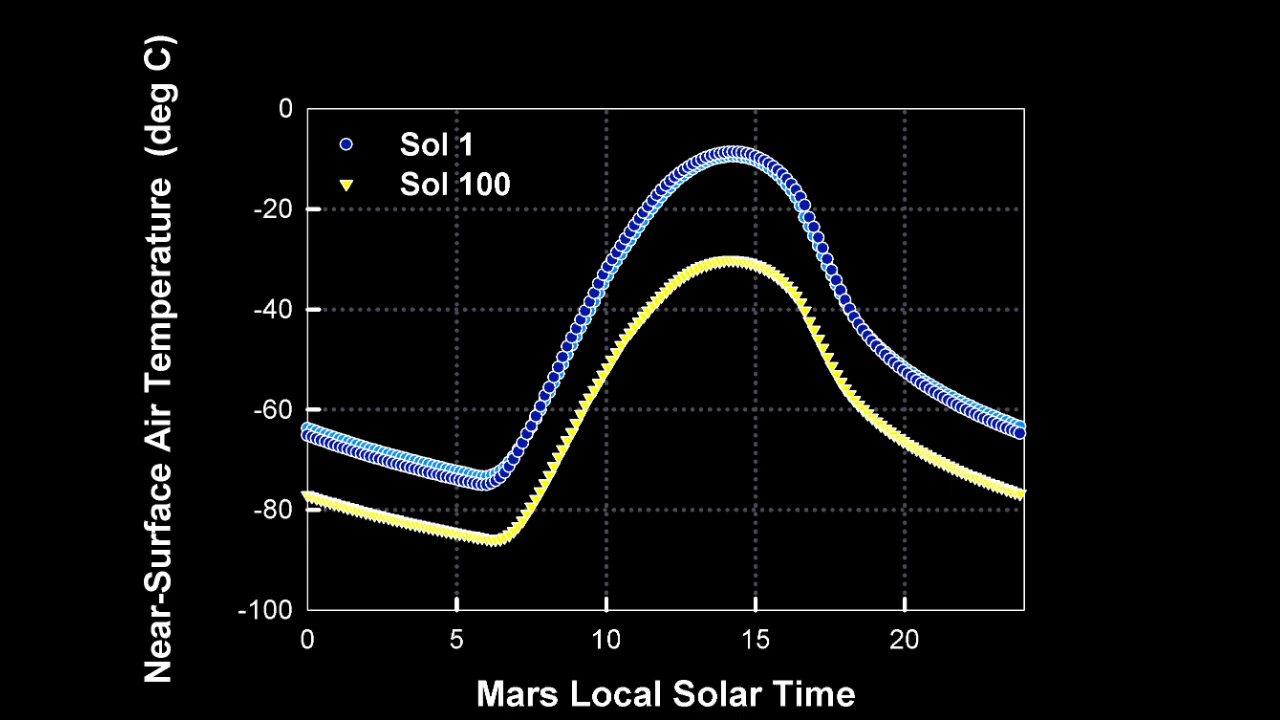 Near-Surface Air Temperature (deg C)
0
-20
-40
-60
-80
-100
Sol 1
Sol 100
0 5 10 15 20
Mars Local Solar Time